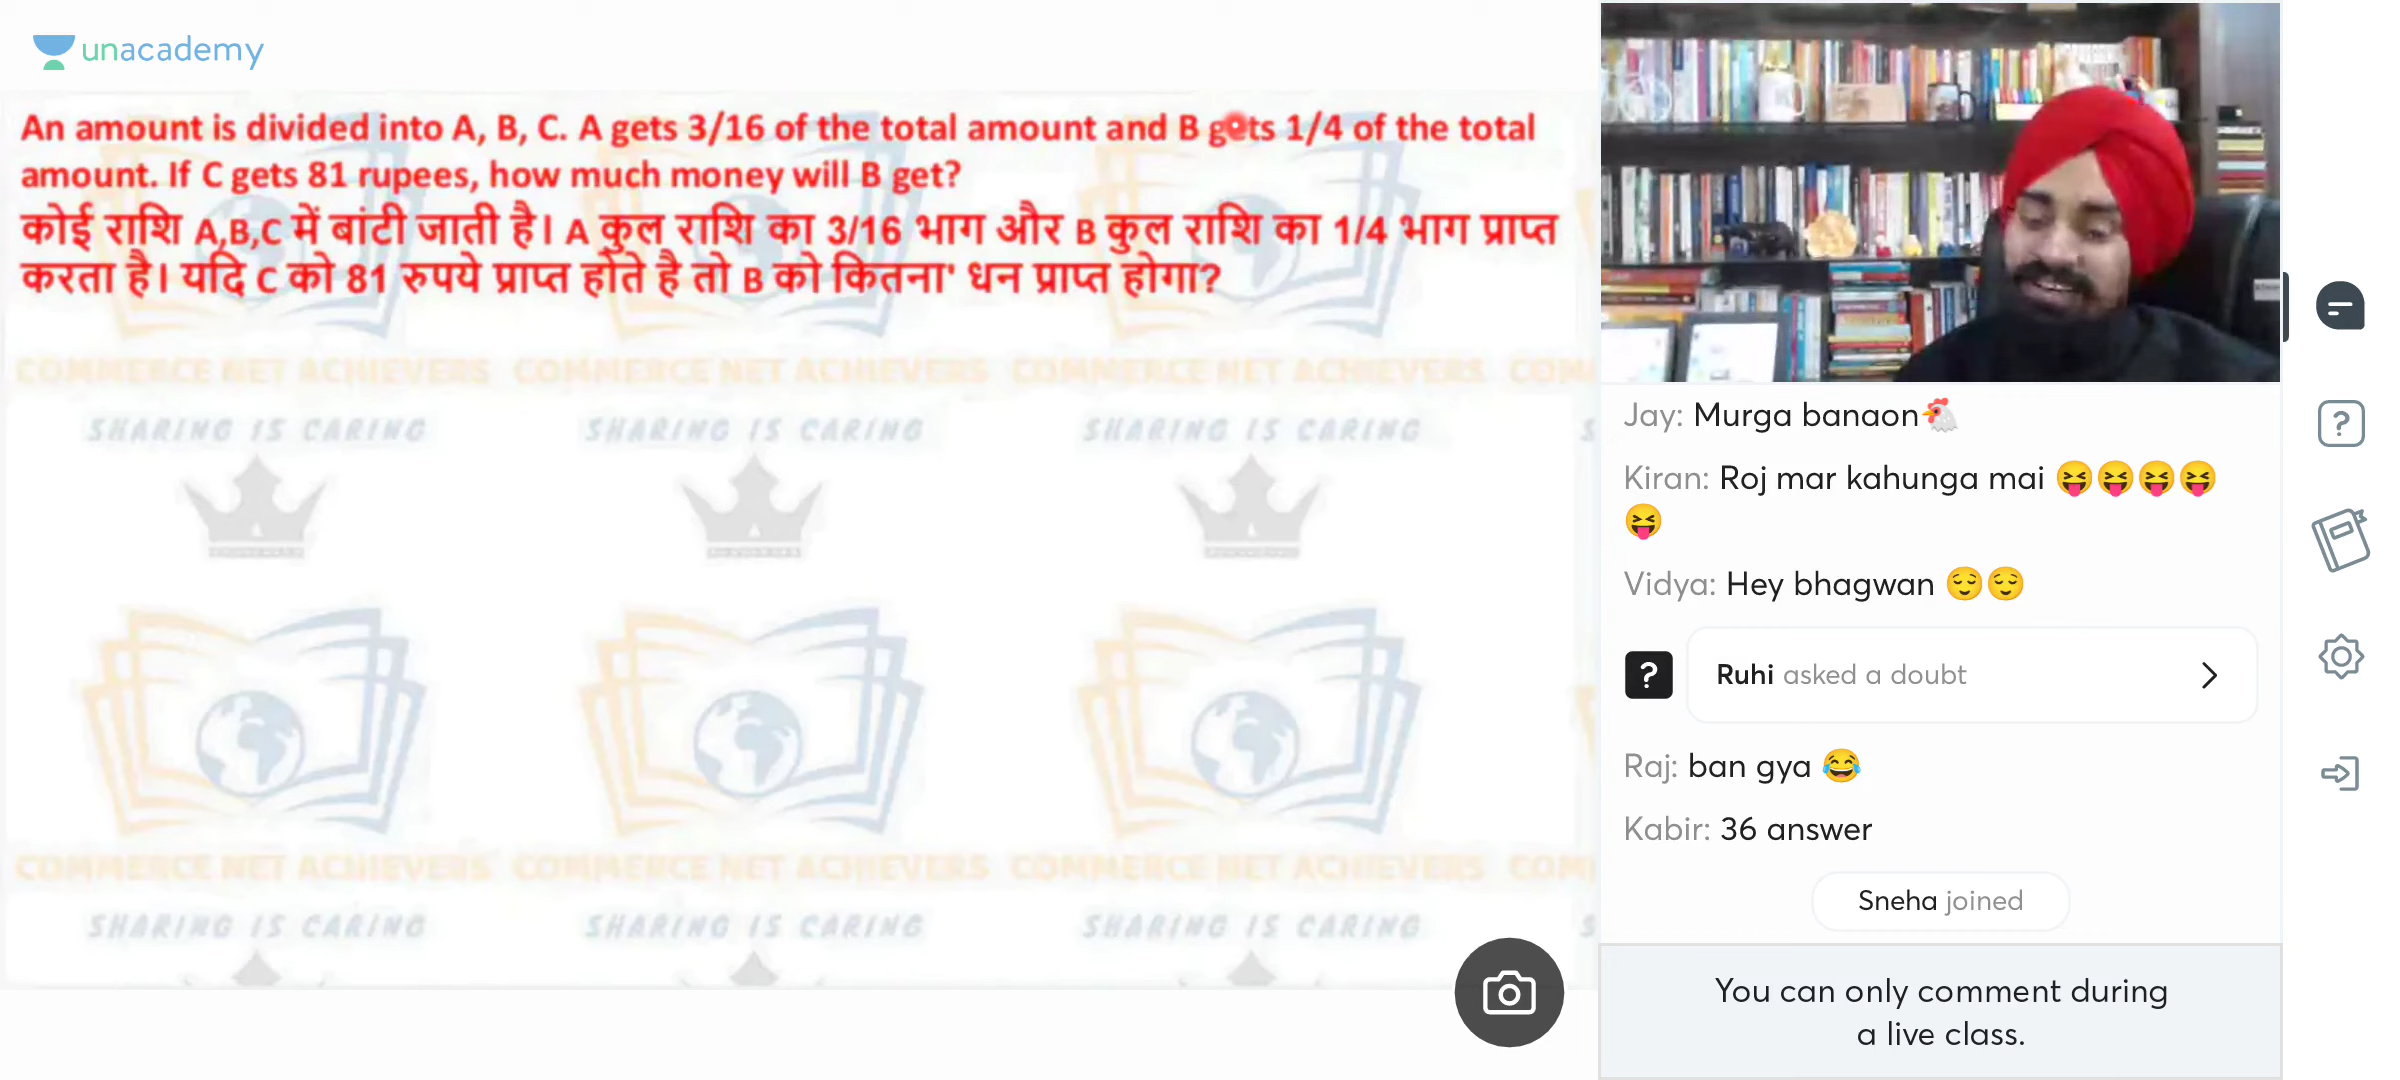 unacademy
An amount is divided into A, B, C. A gets 3/16 of the total amount and B gets 1/4 of the total
amount. If C gets 81 rupees, how much money will B get?
कोई राशि A,B,C में बांटी जाती है। A कुल राशि का 3/16 भाग और B कुल राशि का 1/4 भाग प्राप्त
करता है। यदि C को 81 रुपये प्राप्त होते है तो B को कितना' धन प्राप्त होगा?
COMMERCE NET ACHIEVERS COMMERCE NET ACHIEVERS COMMERCE NET ACHIEVERS COM
SHARING IS CARING SHARING IS CARING SHARING IS CARING S
COMMERCE NET ACHIEVERS COMMERCE NET ACHIEVERS COMMERCE NET ACHIEVERS COM
SHARING IS CARING SHARING IS CARING SHARING IS CARING S
Jay: Murga banaon🐔
Kiran: Roj mar kahunga mai 😝😝😝😝
😝
Vidya: Hey bhagwan 😌😌
? Ruhi asked a doubt
Raj: ban gya 😂
Kabir: 36 answer
Sneha joined
You can only comment during
a live class.
?